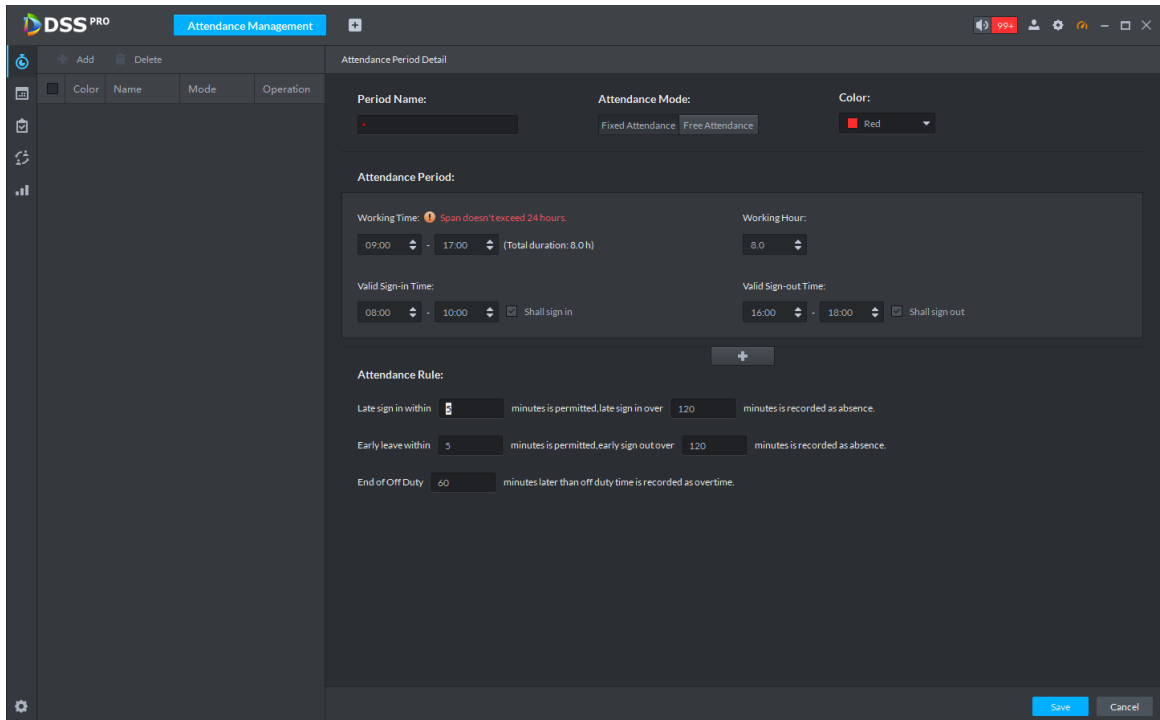 DSS PRO Attendance Management 99+
Add Delete
Color Name Mode Operation
Attendance Period Detail
Period Name: Attendance Mode: Color:
* Fixed Attendance Free Attendance Red
Attendance Period:
Working Time: Span doesn't exceed 24 hours. Working Hour:
09:00 - 17:00 (Total duration: 8.0 h) 8.0
Valid Sign-in Time: Valid Sign-out Time:
08:00 - 10:00 Shall sign in 16:00 - 18:00 Shall sign out
Attendance Rule:
Late sign in within 5 minutes is permitted,late sign in over 120 minutes is recorded as absence.
Early leave within 5 minutes is permitted,early sign out over 120 minutes is recorded as absence.
End of Off Duty 60 minutes later than off duty time is recorded as overtime.
Save Cancel